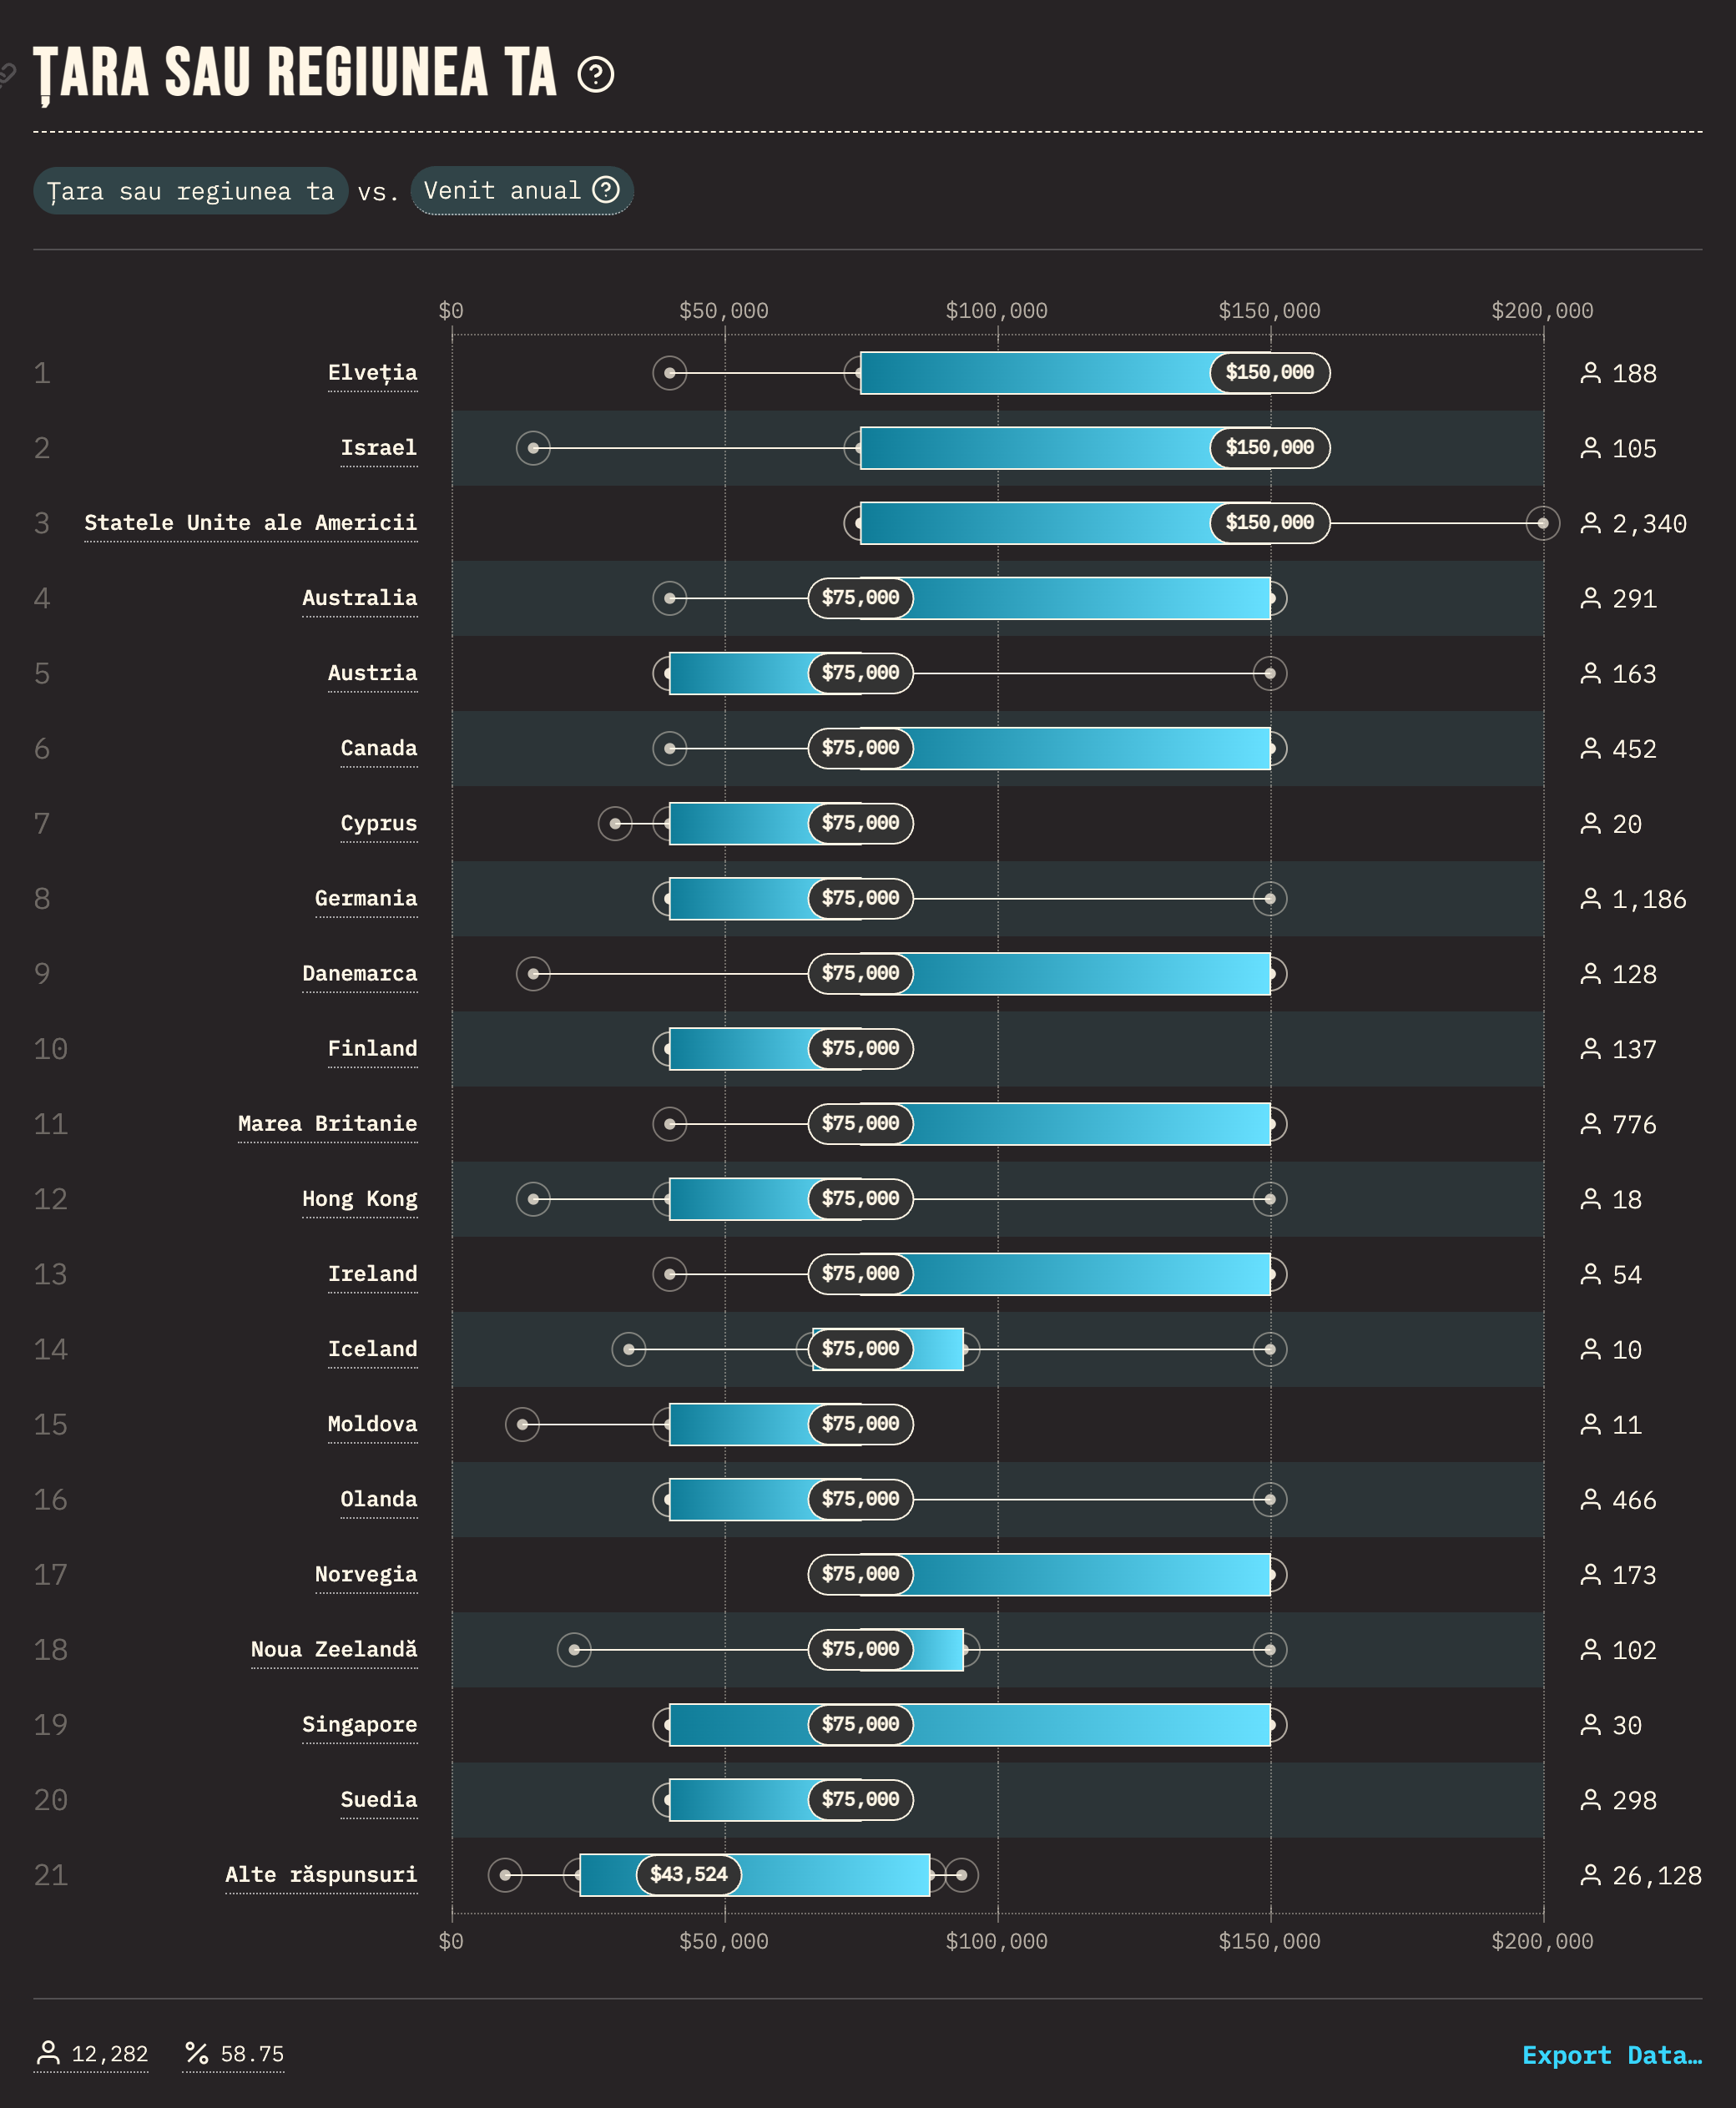 ȚARA SAU REGIUNEA TA
Țara sau regiunea ta vs. Venit anual
$0 $50,000 $100,000 $150,000 $200,000
1 Elveția $150,000 188
2 Israel $150,000 105
3 Statele Unite ale Americii $150,000 2,340
4 Australia $75,000 291
5 Austria $75,000 163
6 Canada $75,000 452
7 Cyprus $75,000 20
8 Germania $75,000 1,186
9 Danemarca $75,000 128
10 Finland $75,000 137
11 Marea Britanie $75,000 776
12 Hong Kong $75,000 18
13 Ireland $75,000 54
14 Iceland $75,000 10
15 Moldova $75,000 11
16 Olanda $75,000 466
17 Norvegia $75,000 173
18 Noua Zeelandă $75,000 102
19 Singapore $75,000 30
20 Suedia $75,000 298
21 Alte răspunsuri $43,524 26,128
$0 $50,000 $100,000 $150,000 $200,000
12,282 % 58.75 Export Data…